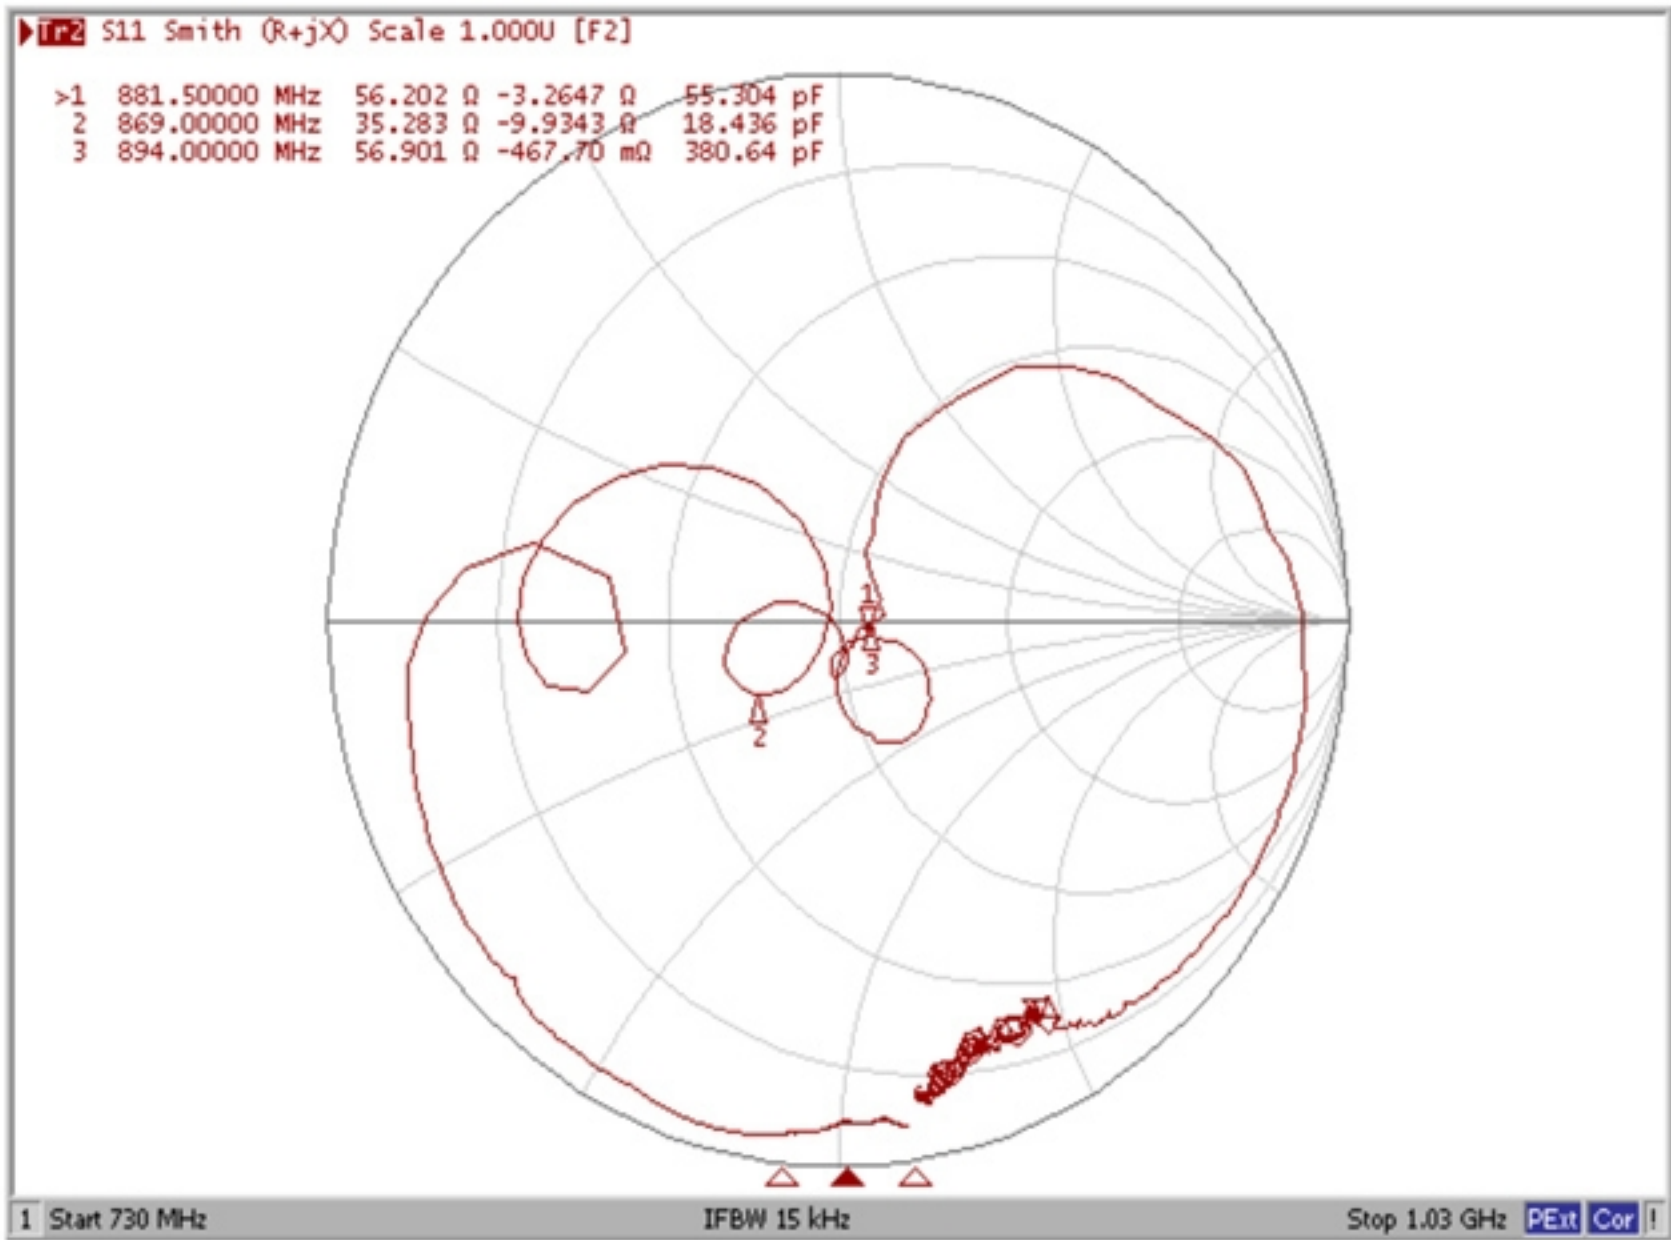 Tr2 S11 Smith (R+jX) Scale 1.000U [F2]
>1 881.50000 MHz 56.202 Ω -3.2647 Ω 55.304 pF
2 869.00000 MHz 35.283 Ω -9.9343 Ω 18.436 pF
3 894.00000 MHz 56.901 Ω -467.70 mΩ 380.64 pF
1
3
2
1 Start 730 MHz IFBW 15 kHz Stop 1.03 GHz PExt Cor !